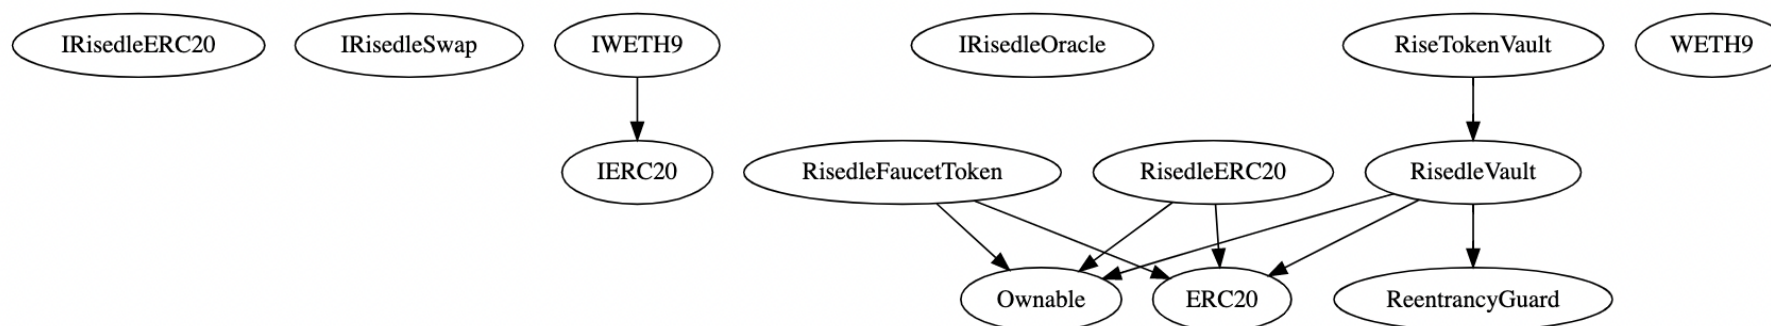 IRisedleERC20
IRisedleSwap
IWETH9
IRisedleOracle
RiseTokenVault
WETH9
IERC20
RisedleFaucetToken
RisedleERC20
RisedleVault
Ownable
ERC20
ReentrancyGuard